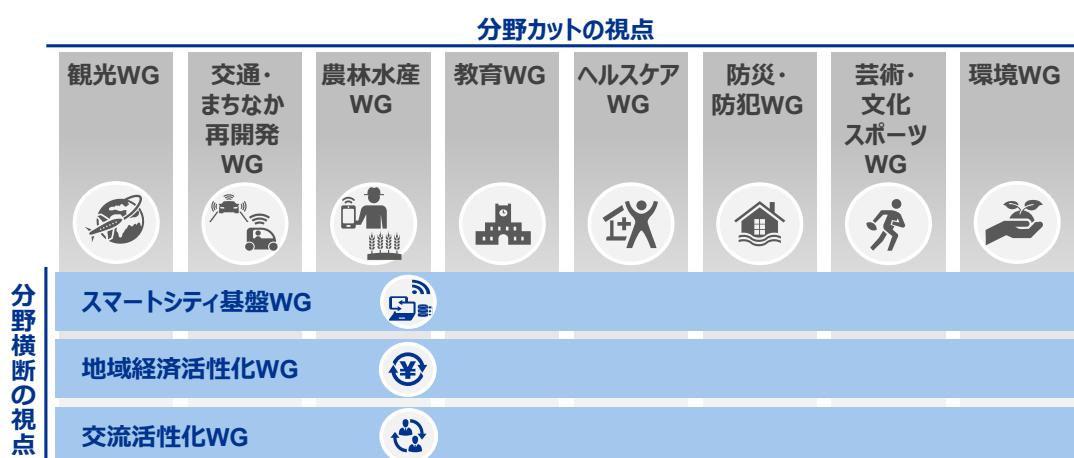 分野カットの視点
観光WG
交通・
まちなか
再開発
WG
農林水産
WG
教育WG
ヘルスケア
WG
防災・
防犯WG
芸術・
文化
スポーツ
WG
環境WG
分野横断の視点
スマートシティ基盤WG
地域経済活性化WG
交流活性化WG